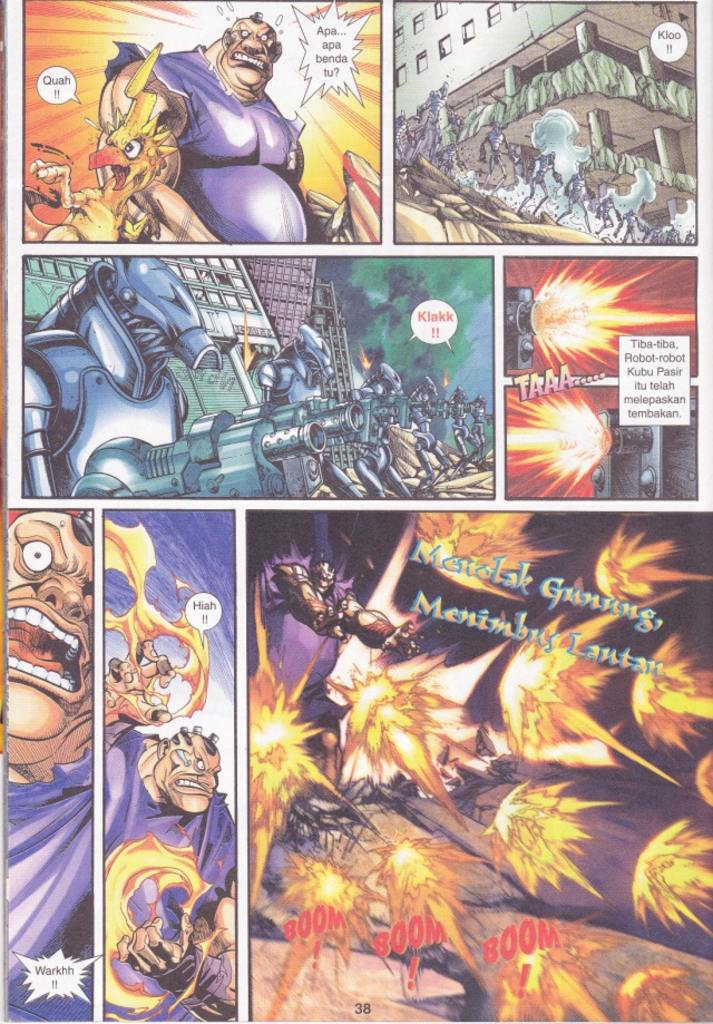 Apa...
apa
benda
tu?
Quah
!!
Kloo
!!
Klakk
!!
Tiba-tiba,
Robot-robot
Kubu Pasir
itu telah
melepaskan
tembakan.
TAAA.....
Warkhh
!!
Hiah
!!
Menolak Gunung,
Menimbus Lautan
BOOM
!
BOOM
!
BOOM
!
38